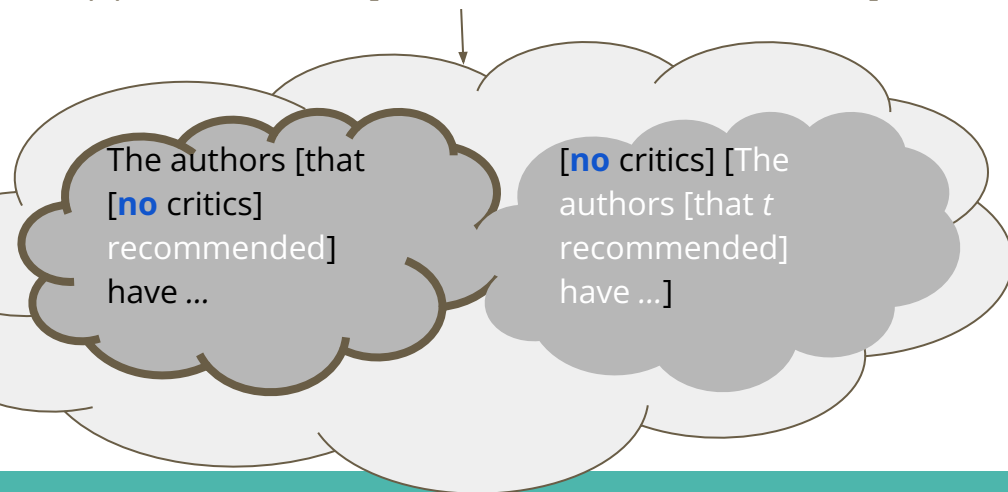 The authors [that
[no critics]
recommended]
have ...
[no critics] [The
authors [that t
recommended]
have ...]